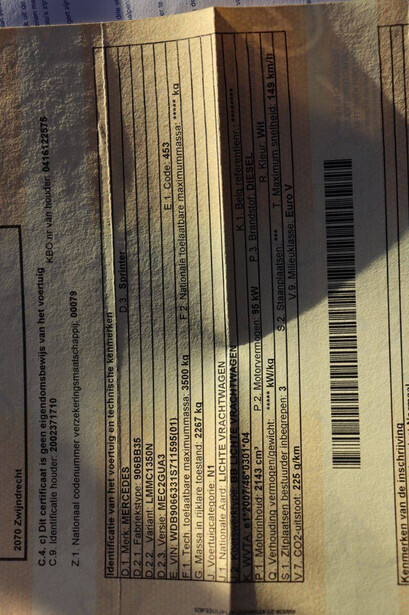 2070 Zwijndrecht
C.4. c) Dit certificaat is geen eigendomsbewijs van het voertuig
C.9. Identificatie houder: 2002371710 KBO nr van houder: 0416122576
Z.1. Nationaal codenummer verzekeringsmaatschappij: 00079
Identificatie van het voertuig en technische kenmerken
D.1. Merk: MERCEDES D.3. Sprinter
D.2.1 Fabriekstype: 906BB35
D.2.2. Variant: LMMC1350N
D.2.3. Versie: MEC2GUA3
E. VIN: WDB9066331S711595(01) E.1. Code: 453
F.1. Tech. toelaatbare maximummassa: 3500 kg F.2. Nationale toelaatbare maximummassa: ***** kg
G. Massa in rijklare toestand: 2267 kg
J. Voertuigcategorie: N1
J.1. Nationale Aard: LICHTE VRACHTWAGEN
LICHTE VRACHTWAGEN
K. WVTA: e1*2007/46*0301*04
P.1. Motorinhoud: 2143 cm³ P.2. Motorvermogen: 95 kW P.3. Brandstof: DIESEL
Q. Verhouding vermogen/gewicht: ***** kW/kg R. Kleur: Wit
S.1. Zitplaatsen bestuurder inbegrepen: 3 S.2. Staanplaatsen: *** T. Maximum snelheid: 149 km/h
V.7. CO2-uitstoot: 225 g/km V.9. Milieuklasse: Euro V
Kenmerken van de inschrijving